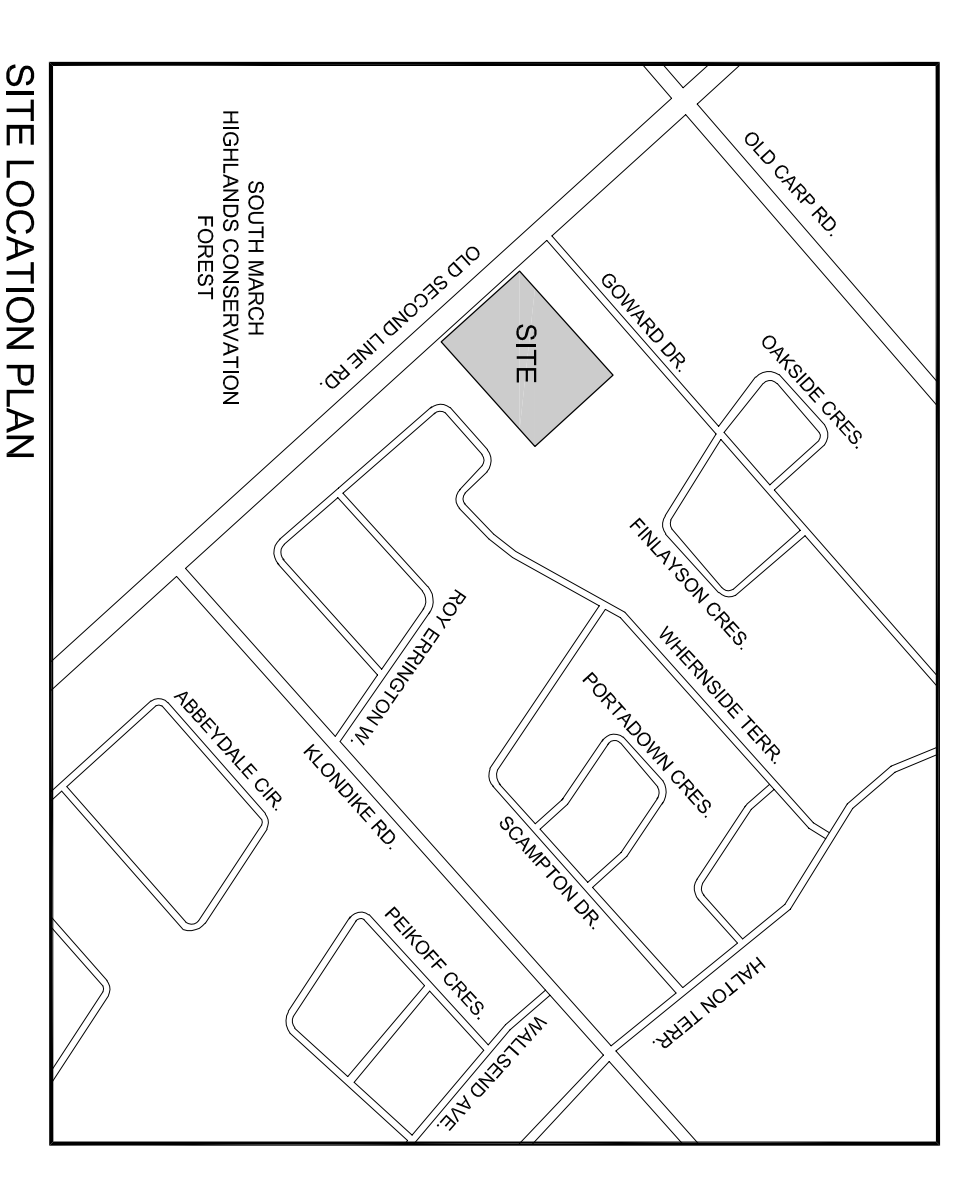 SITE LOCATION PLAN
SOUTH MARCH
HIGHLANDS CONSERVATION
FOREST
OLD CARP RD.
OLD SECOND LINE RD.
GOWARD DR.
SITE
OAKSIDE CRES.
FINLAYSON CRES.
WHERNSIDE TERR.
ROY ERRINGTON W.
PORTADOWN CRES.
ABBEYDALE CIR.
KLONDIKE RD.
SCAMPTON DR.
PEIKOFF CRES.
HALTON TERR.
WALLSEND AVE.